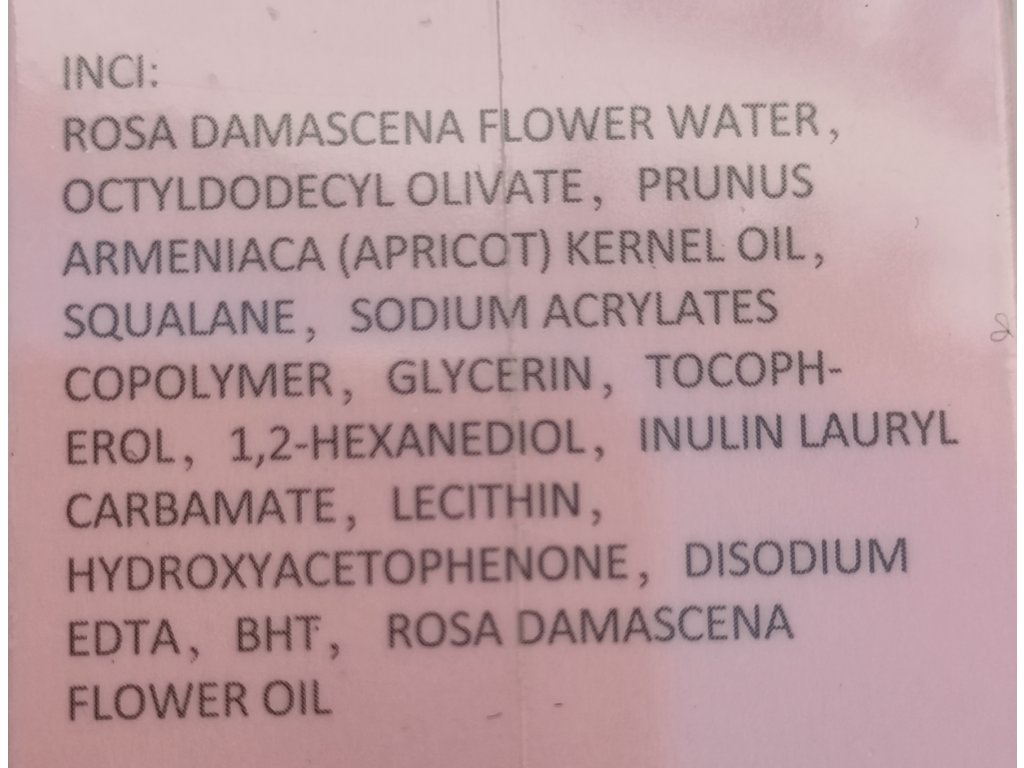 INCI:
ROSA DAMASCENA FLOWER WATER,
OCTYLDODECYL OLIVATE, PRUNUS
ARMENIACA (APRICOT) KERNEL OIL,
SQUALANE, SODIUM ACRYLATES
COPOLYMER, GLYCERIN, TOCOPH-
EROL, 1,2-HEXANEDIOL, INULIN LAURYL
CARBAMATE, LECITHIN,
HYDROXYACETOPHENONE, DISODIUM
EDTA, BHT, ROSA DAMASCENA
FLOWER OIL